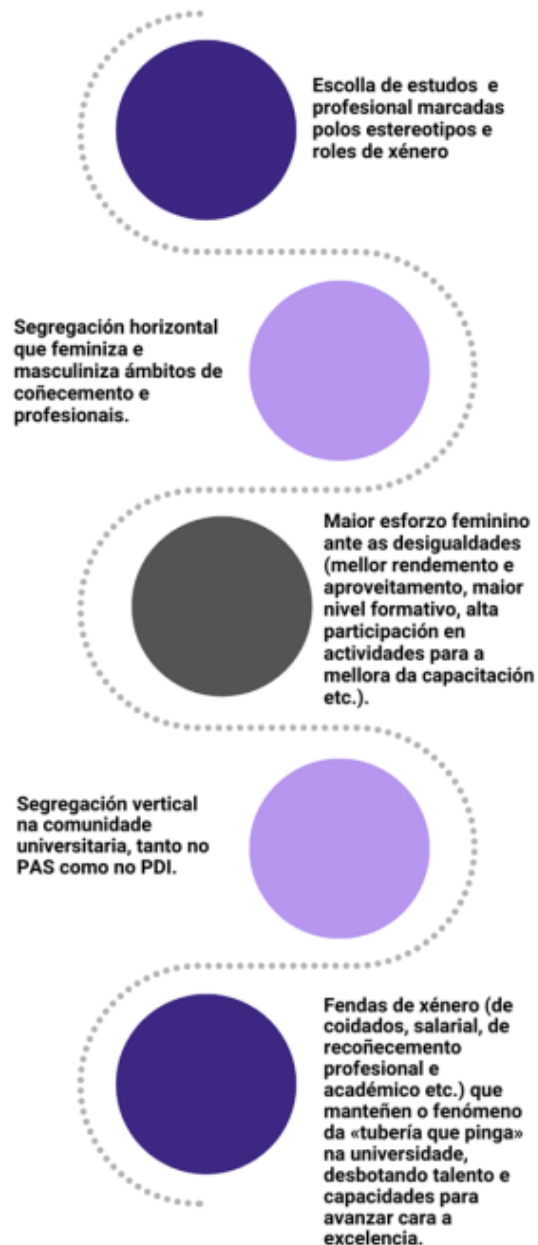 Escolla de estudos e
profesional marcadas
polos estereotipos e
roles de xénero
Segregación horizontal
que feminiza e
masculiniza ámbitos de
coñecemento e
profesionais.
Maior esforzo feminino
ante as desigualdades
(mellor rendemento e
aproveitamento, maior
nivel formativo, alta
participación en
actividades para a
mellora da capacitación
etc.).
Segregación vertical
na comunidade
universitaria, tanto no
PAS como no PDI.
Fendas de xénero (de
coidados, salarial, de
recoñecemento
profesional e
académico etc.) que
manteñen o fenómeno
da «tubería que pinga»
na universidade,
desbotando talento e
capacidades para
avanzar cara a
excelencia.